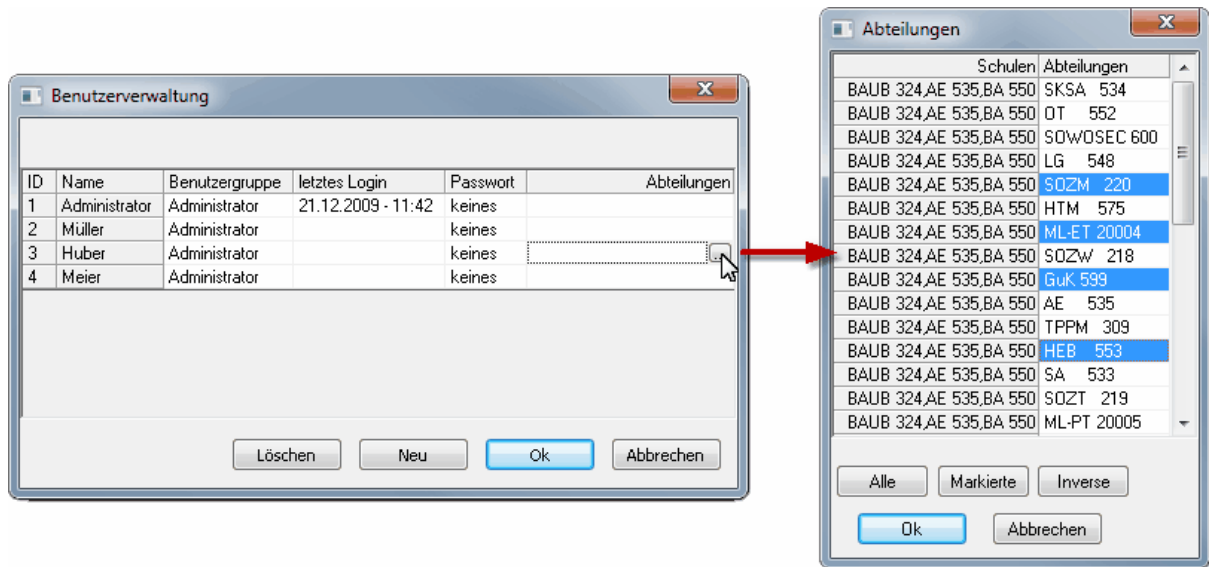 Benutzerverwaltung
ID Name Benutzergruppe letztes Login Passwort Abteilungen
1 Administrator Administrator 21.12.2009 - 11:42 keines
2 Müller Administrator keines
3 Huber Administrator keines ...
4 Meier Administrator keines
Löschen Neu Ok Abbrechen
Abteilungen
Schulen Abteilungen
BAUB 324,AE 535,BA 550 SKSA 534
BAUB 324,AE 535,BA 550 OT 552
BAUB 324,AE 535,BA 550 SOWOSEC 600
BAUB 324,AE 535,BA 550 LG 548
BAUB 324,AE 535,BA 550 SOZM 220
BAUB 324,AE 535,BA 550 HTM 575
BAUB 324,AE 535,BA 550 ML-ET 20004
BAUB 324,AE 535,BA 550 SOZW 218
BAUB 324,AE 535,BA 550 GuK 599
BAUB 324,AE 535,BA 550 AE 535
BAUB 324,AE 535,BA 550 TPPM 309
BAUB 324,AE 535,BA 550 HEB 553
BAUB 324,AE 535,BA 550 SA 533
BAUB 324,AE 535,BA 550 SOZT 219
BAUB 324,AE 535,BA 550 ML-PT 20005
Alle Markierte Inverse
Ok Abbrechen